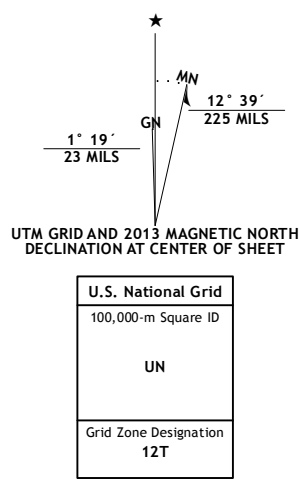 ★
MN
GN
12° 39´
225 MILS
1° 19´
23 MILS
UTM GRID AND 2013 MAGNETIC NORTH
DECLINATION AT CENTER OF SHEET
U.S. National Grid
100,000-m Square ID
UN
Grid Zone Designation
12T